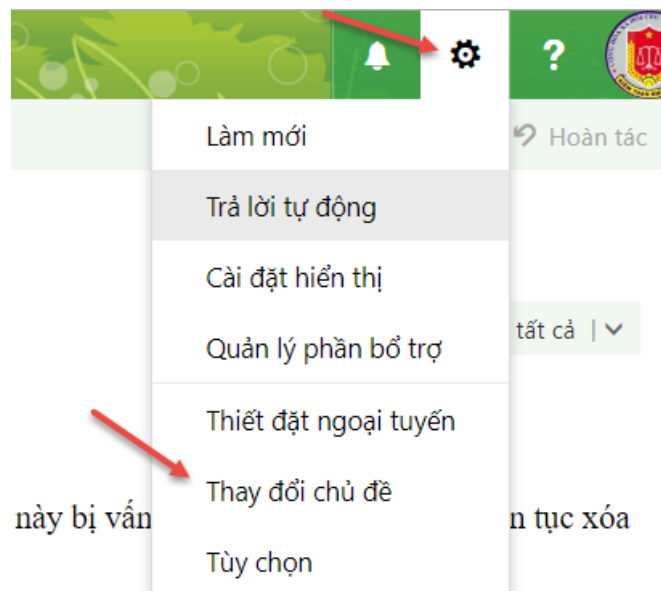 ?
Làm mới
Hoàn tác
Trả lời tự động
Cài đặt hiển thị
tất cả | 
Quản lý phần bổ trợ
Thiết đặt ngoại tuyến
Thay đổi chủ đề
này bị vấn
n tục xóa
Tùy chọn